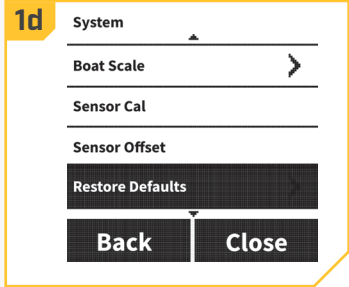 1d
System
Boat Scale
Sensor Cal
Sensor Offset
Restore Defaults
Back Close